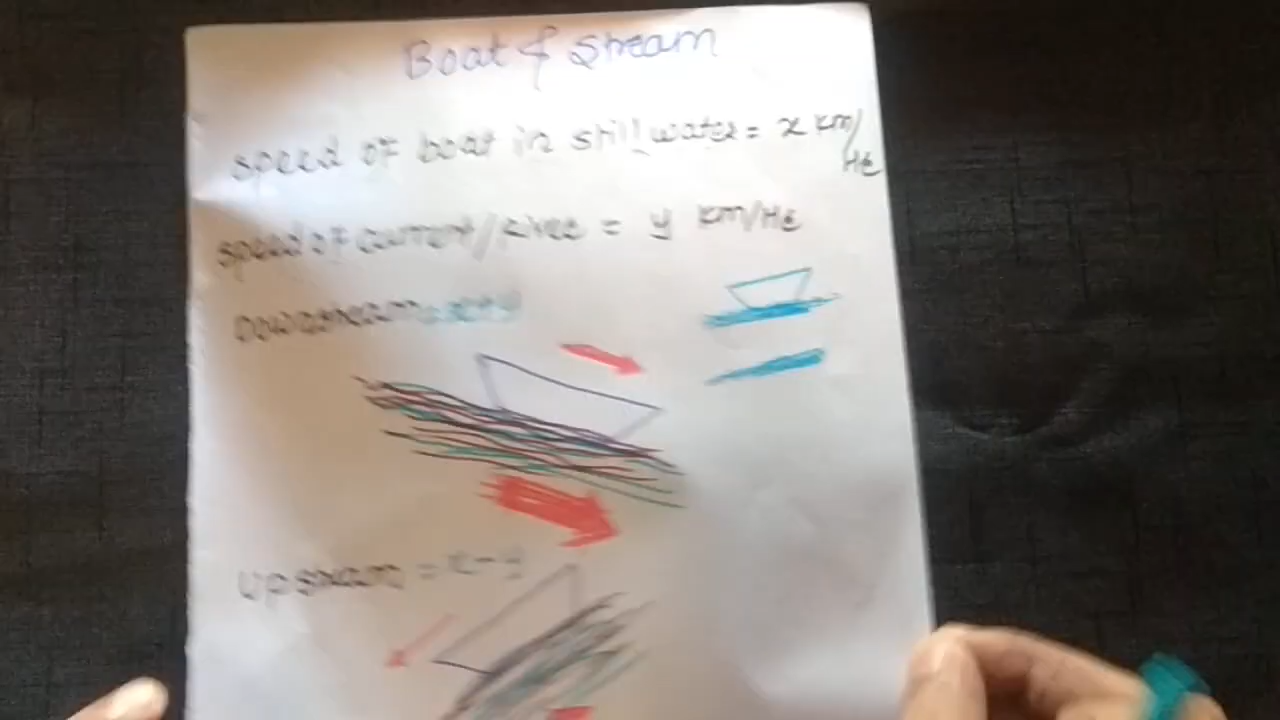 Boat & Stream
speed of boat in still water = x km/Hr
speed of current/River = y km/Hr
Downstream
upstream = x-y